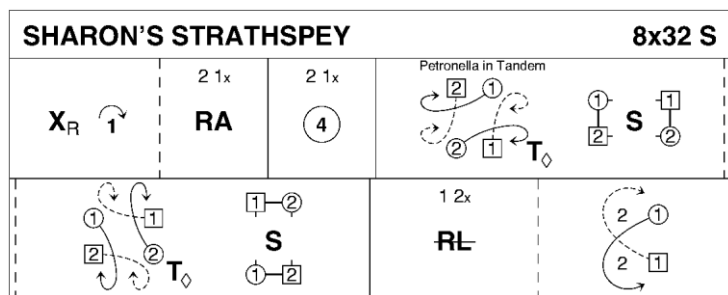 SHARON'S STRATHSPEY 8x32 S
2 1x 2 1x Petronella in Tandem
2 1 1 1
X_R 1 RA 4 S
2 2
2 1 T◊
1 1 1 2 1 2x 1
S RL 2
2 2 T◊ 1 2 2 1